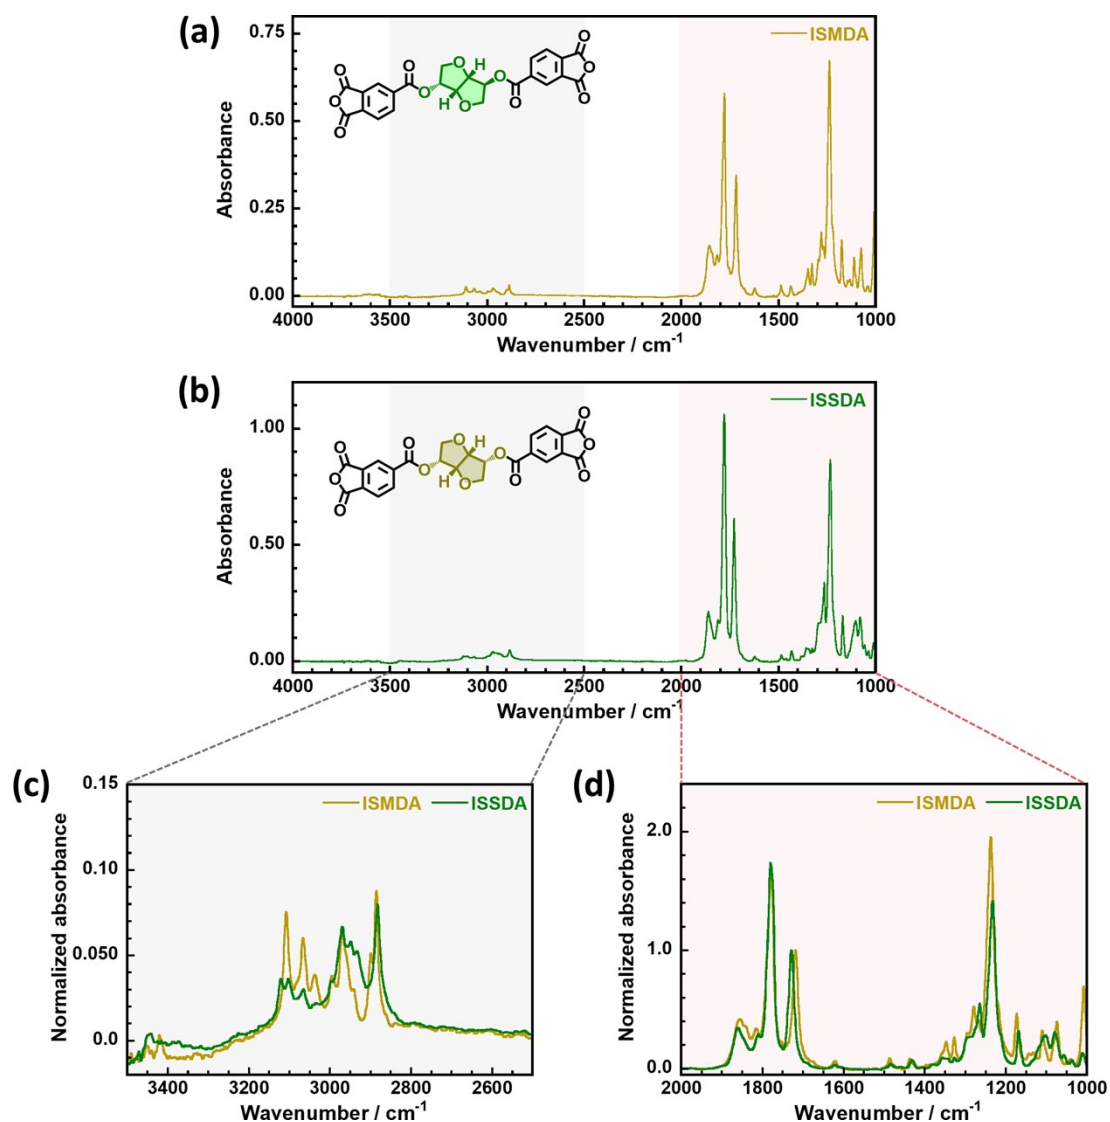 (a)
ISMDA
Absorbance
0.75
0.50
0.25
0.00
O O O O O H O O O H O O O O
4000 3500 3000 2500 2000 1500 1000
Wavenumber / cm-1
(b)
ISSDA
Absorbance
1.00
0.50
0.00
O O O O O H O O O H O O O O
4000 3500 3000 2500 2000 1500 1000
Wavenumber / cm-1
(c)
ISMDA ISSDA
Normalized absorbance
0.15
0.10
0.050
0.0
3400 3200 3000 2800 2600
Wavenumber / cm-1
(d)
ISMDA ISSDA
Normalized absorbance
2.0
1.0
0.0
2000 1800 1600 1400 1200 1000
Wavenumber / cm-1